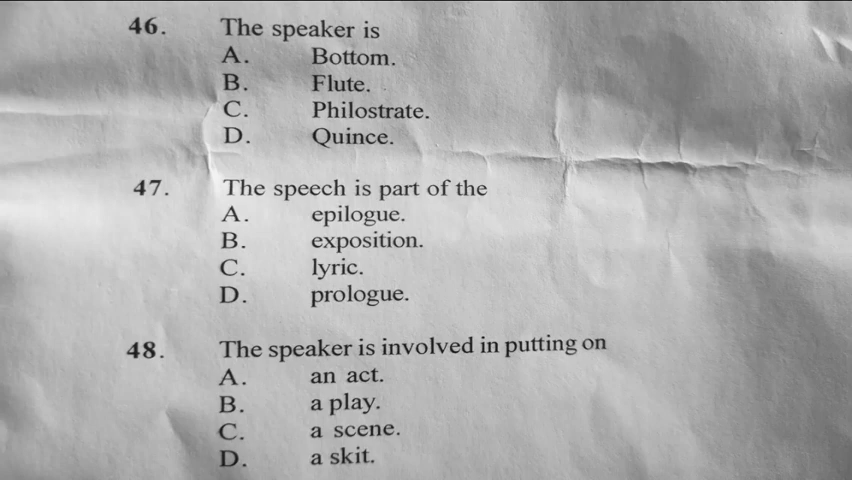 46. The speaker is
A. Bottom.
B. Flute.
C. Philostrate.
D. Quince.
47. The speech is part of the
A. epilogue.
B. exposition.
C. lyric.
D. prologue.
48. The speaker is involved in putting on
A. an act.
B. a play.
C. a scene.
D. a skit.